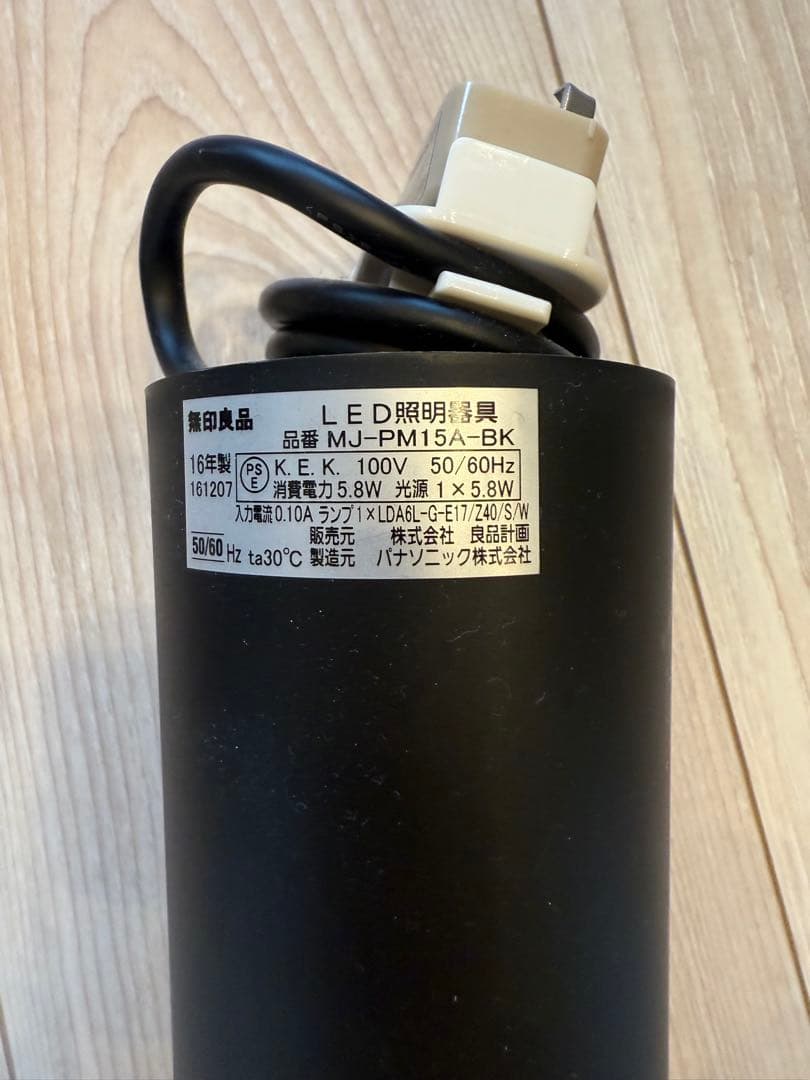 無印良品 LED照明器具
品番 MJ-PM15A-BK
16年製 PSE K.E.K. 100V 50/60Hz
161207 消費電力5.8W 光源1×5.8W
入力電流0.10A ランプ1×LDA6L-G-E17/Z40/S/W
販売元 株式会社 良品計画
50/60 Hz ta30℃ 製造元 パナソニック株式会社